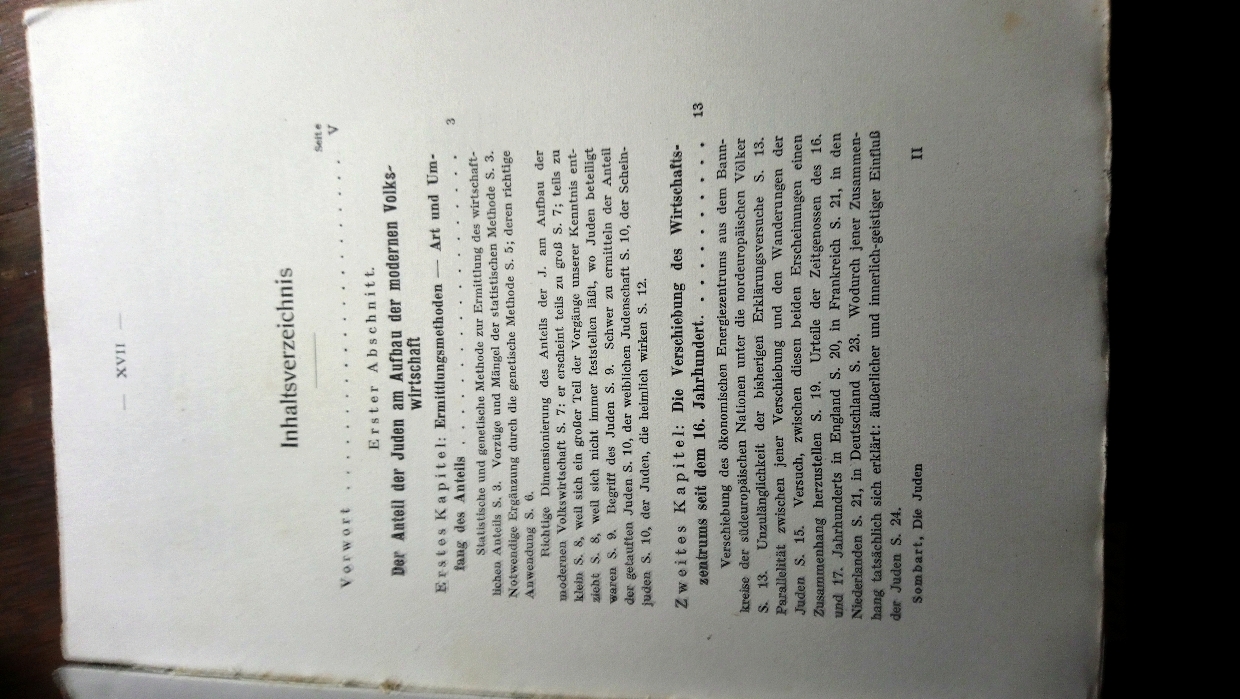 — XVII —
Inhaltsverzeichnis
Seite
Vorwort . . . . . . . . . . . . . . . . . . . . . V
Erster Abschnitt.
Der Anteil der Juden am Aufbau der modernen Volks-
wirtschaft
Erstes Kapitel: Ermittlungsmethoden — Art und Um-
fang des Anteils . . . . . . . . . . . . . . . . . 3
Statistische und genetische Methode zur Ermittlung des wirtschaft-
lichen Anteils S. 3. Vorzüge und Mängel der statistischen Methode S. 3.
Notwendige Ergänzung durch die genetische Methode S. 5; deren richtige
Anwendung S. 6.
Richtige Dimensionierung des Anteils der J. am Aufbau der
modernen Volkswirtschaft S. 7: er erscheint teils zu groß S. 7; teils zu
klein S. 8, weil sich ein großer Teil der Vorgänge unserer Kenntnis ent-
zieht S. 8, weil sich nicht immer feststellen läßt, wo Juden beteiligt
waren S. 9. Begriff des Juden S. 9. Schwer zu ermitteln der Anteil
der getauften Juden S. 10, der weiblichen Judenschaft S. 10, der Schein-
juden S. 10, der Juden, die heimlich wirken S. 12.
Zweites Kapitel: Die Verschiebung des Wirtschafts-
zentrums seit dem 16. Jahrhundert. . . . . . . . . . 13
Verschiebung des ökonomischen Energiezentrums aus dem Bann-
kreise der südeuropäischen Nationen unter die nordeuropäischen Völker
S. 13. Unzulänglichkeit der bisherigen Erklärungsversuche S. 13.
Parallelität zwischen jener Verschiebung und den Wanderungen der
Juden S. 15. Versuch, zwischen diesen beiden Erscheinungen einen
Zusammenhang herzustellen S. 19. Urteile der Zeitgenossen des 16.
und 17. Jahrhunderts in England S. 20, in Frankreich S. 21, in den
Niederlanden S. 21, in Deutschland S. 23. Wodurch jener Zusammen-
hang tatsächlich sich erklärt: äußerlicher und innerlich-geistiger Einfluß
der Juden S. 24.
Sombart, Die Juden II